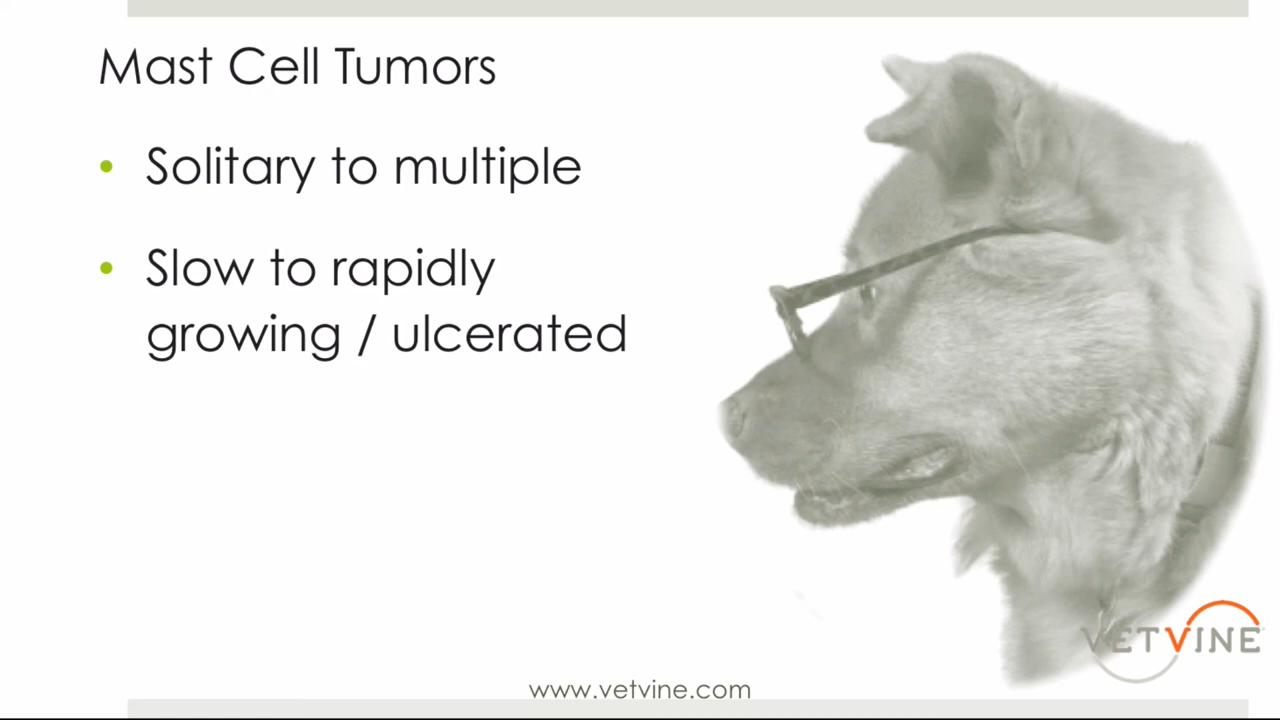 Mast Cell Tumors
• Solitary to multiple
• Slow to rapidly
growing / ulcerated
VETVINE
www.vetvine.com